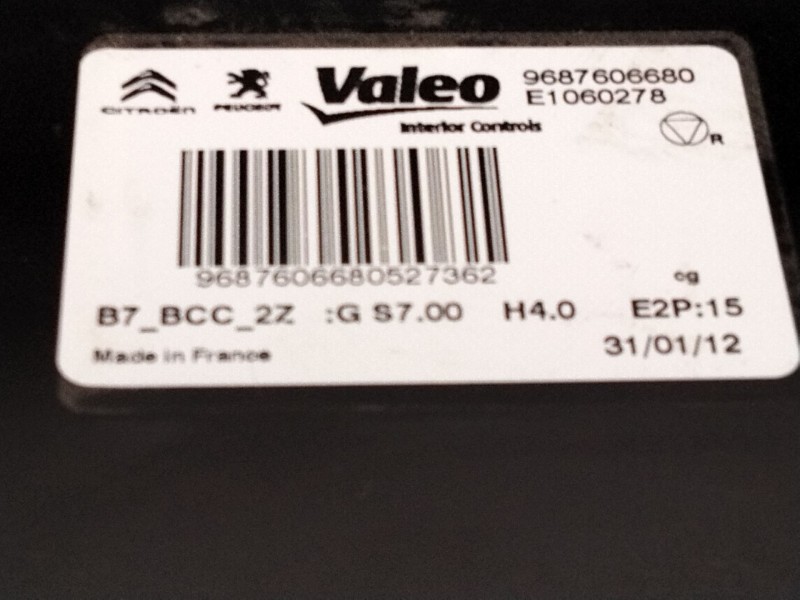 CITROËN PEUGEOT Valeo 9687606680
E1060278
Interior Controls
R
9687606680527362
cg
B7_BCC_2Z :G S7.00 H4.0 E2P:15
Made in France 31/01/12